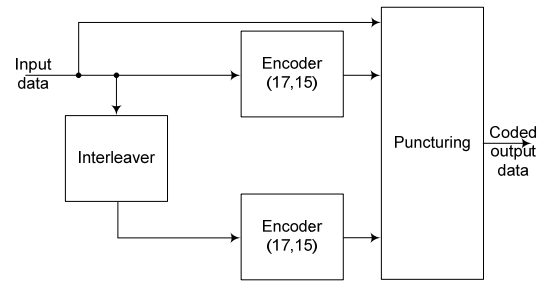 Input
data
Encoder
(17,15)
Interleaver
Puncturing
Coded
output
data
Encoder
(17,15)